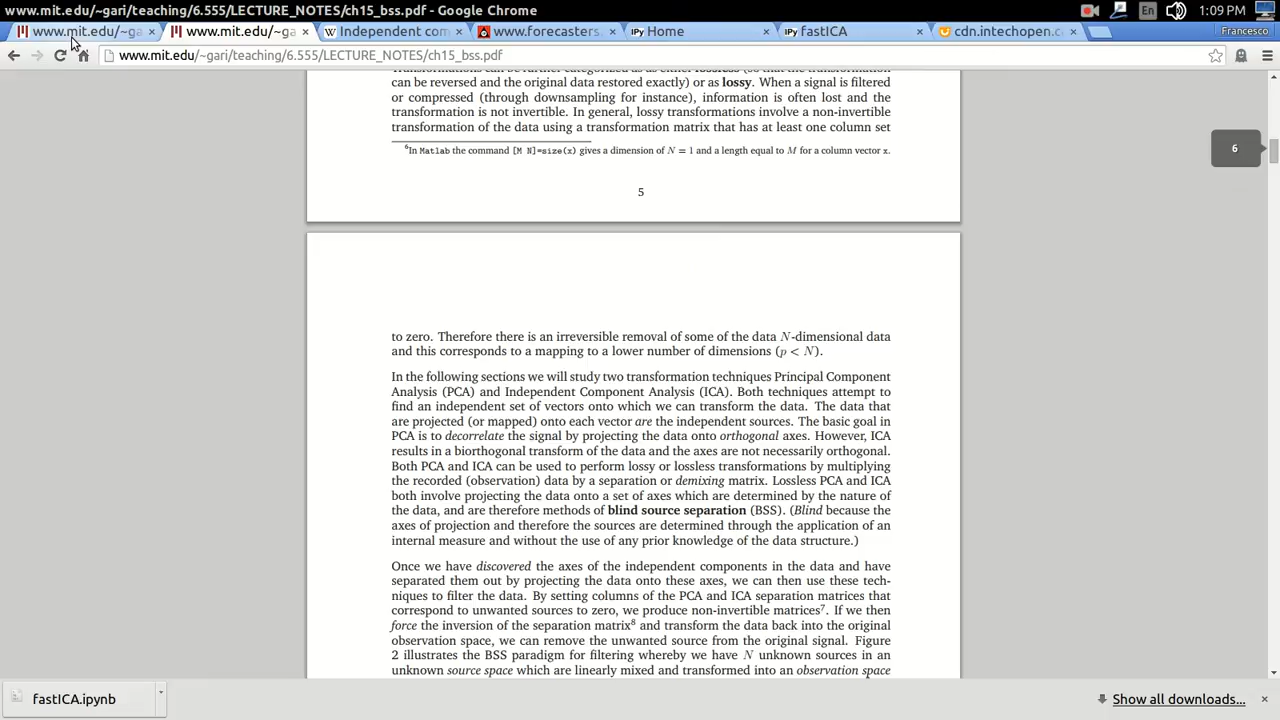 www.mit.edu/~gari/teaching/6.555/LECTURE_NOTES/ch15_bss.pdf - Google Chrome
En
1:09 PM
www.mit.edu/~ga
www.mit.edu/~ga
Independent com
www.forecasters.
IPy Home
IPy fastICA
cdn.intechopen.c
Francesco
www.mit.edu/~gari/teaching/6.555/LECTURE_NOTES/ch15_bss.pdf
Transformations can be further categorized as as either lossless (so that the transformation
can be reversed and the original data restored exactly) or as lossy. When a signal is filtered
or compressed (through downsampling for instance), information is often lost and the
transformation is not invertible. In general, lossy transformations involve a non-invertible
transformation of the data using a transformation matrix that has at least one column set
6In Matlab the command [M N]=size(x) gives a dimension of N = 1 and a length equal to M for a column vector x.
6
5
to zero. Therefore there is an irreversible removal of some of the data N-dimensional data
and this corresponds to a mapping to a lower number of dimensions (p < N).
In the following sections we will study two transformation techniques Principal Component
Analysis (PCA) and Independent Component Analysis (ICA). Both techniques attempt to
find an independent set of vectors onto which we can transform the data. The data that
are projected (or mapped) onto each vector are the independent sources. The basic goal in
PCA is to decorrelate the signal by projecting the data onto orthogonal axes. However, ICA
results in a biorthogonal transform of the data and the axes are not necessarily orthogonal.
Both PCA and ICA can be used to perform lossy or lossless transformations by multiplying
the recorded (observation) data by a separation or demixing matrix. Lossless PCA and ICA
both involve projecting the data onto a set of axes which are determined by the nature of
the data, and are therefore methods of blind source separation (BSS). (Blind because the
axes of projection and therefore the sources are determined through the application of an
internal measure and without the use of any prior knowledge of the data structure.)
Once we have discovered the axes of the independent components in the data and have
separated them out by projecting the data onto these axes, we can then use these tech-
niques to filter the data. By setting columns of the PCA and ICA separation matrices that
correspond to unwanted sources to zero, we produce non-invertible matrices7. If we then
force the inversion of the separation matrix8 and transform the data back into the original
observation space, we can remove the unwanted source from the original signal. Figure
2 illustrates the BSS paradigm for filtering whereby we have N unknown sources in an
unknown source space which are linearly mixed and transformed into an observation space
fastICA.ipynb
Show all downloads...